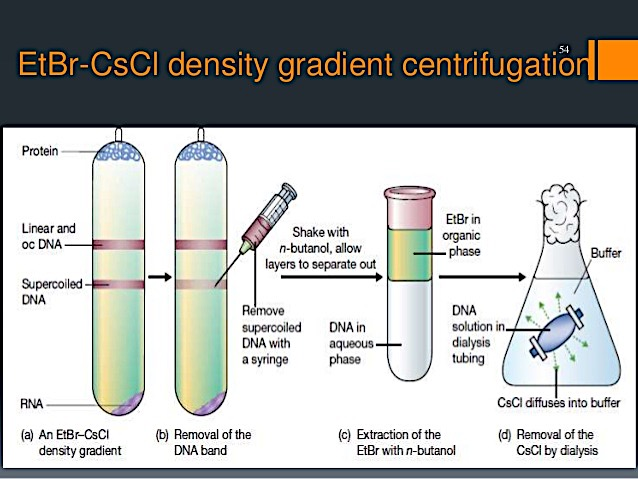 54
EtBr-CsCl density gradient centrifugation
Protein
Linear and
oc DNA
Supercoiled
DNA
RNA
Remove
supercoiled
DNA with
a syringe
Shake with
n-butanol, allow
layers to separate out
DNA in
aqueous
phase
EtBr in
organic
phase
DNA
solution in
dialysis
tubing
Buffer
CsCl diffuses into buffer
(a) An EtBr–CsCl
density gradient
(b) Removal of the
DNA band
(c) Extraction of the
EtBr with n-butanol
(d) Removal of the
CsCl by dialysis